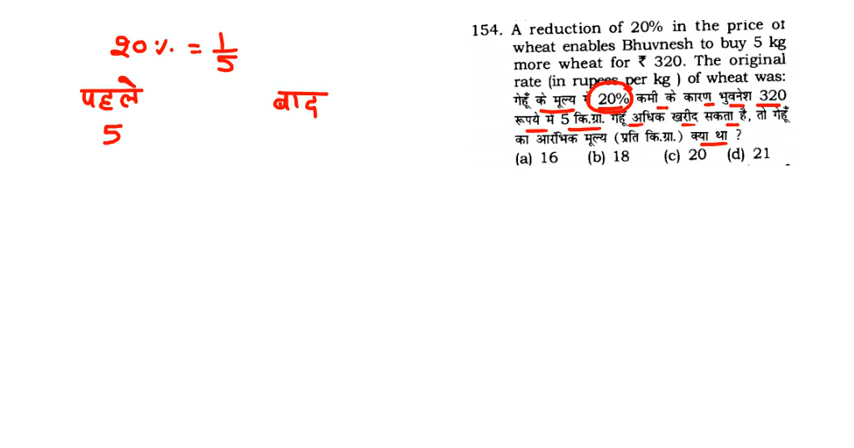 20%. = 1/5
पहले बाद
5
154. A reduction of 20% in the price of
wheat enables Bhuvnesh to buy 5 kg
more wheat for ₹ 320. The original
rate (in rupees per kg ) of wheat was:
गेहूँ के मूल्य में 20% कमी के कारण भुवनेश 320
रूपये में 5 कि.ग्रा. गेहूँ अधिक खरीद सकता है, तो गेहूँ
का आरंभिक मूल्य (प्रति कि.ग्रा.) क्या था ?
(a) 16 (b) 18 (c) 20 (d) 21